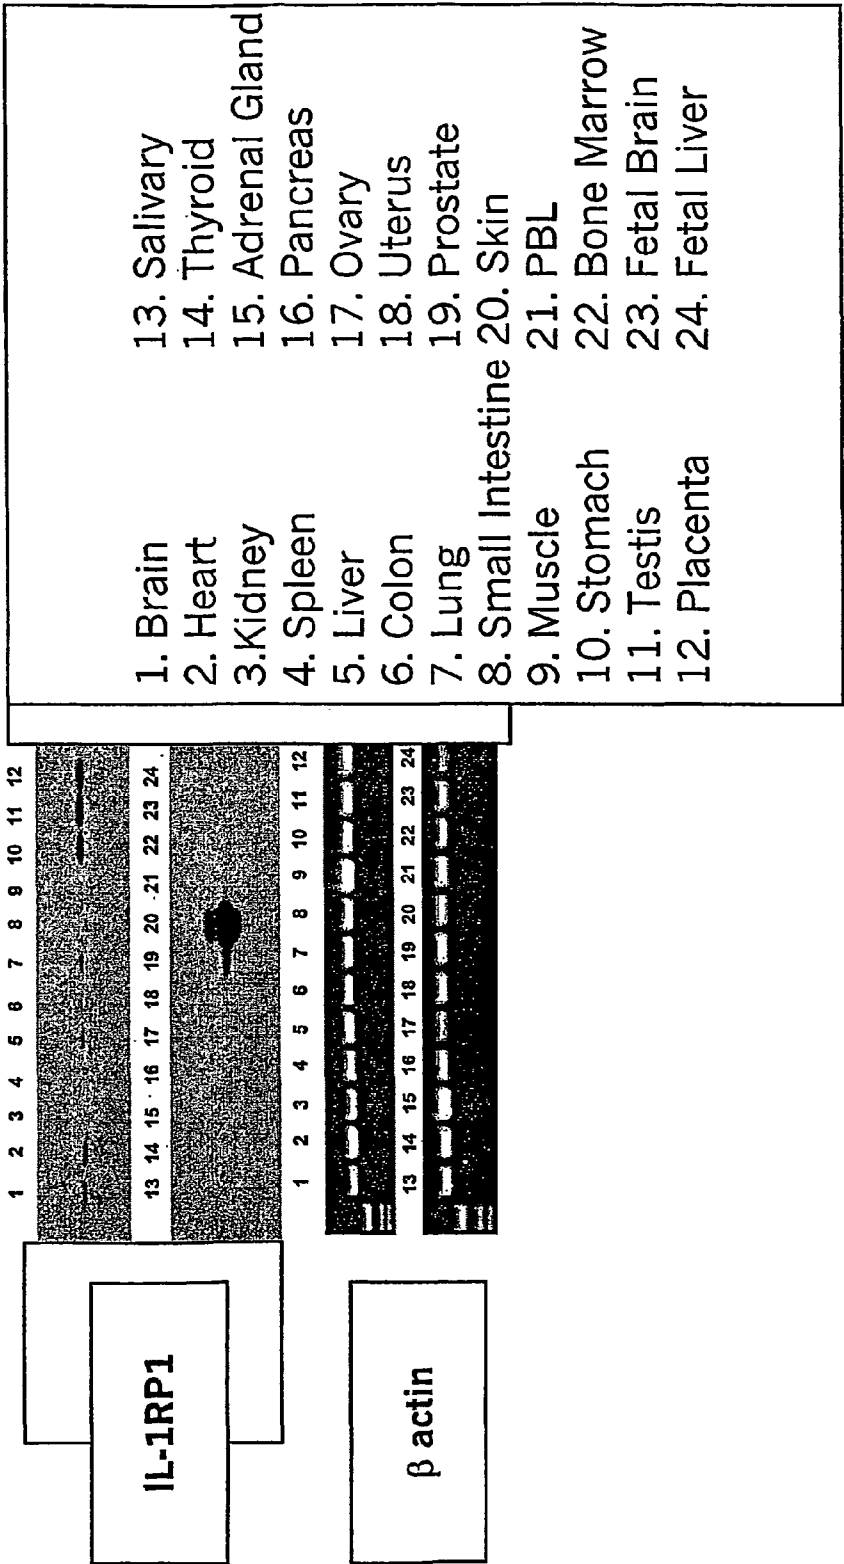 IL-1RP1
1 2 3 4 5 6 7 8 9 10 11 12
13 14 15 16 17 18 19 20 21 22 23 24
β actin
1 2 3 4 5 6 7 8 9 10 11 12
13 14 15 16 17 18 19 20 21 22 23 24
1. Brain
2. Heart
3.Kidney
4. Spleen
5. Liver
6. Colon
7. Lung
8. Small Intestine
9. Muscle
10. Stomach
11. Testis
12. Placenta
13. Salivary
14. Thyroid
15. Adrenal Gland
16. Pancreas
17. Ovary
18. Uterus
19. Prostate
20. Skin
21. PBL
22. Bone Marrow
23. Fetal Brain
24. Fetal Liver